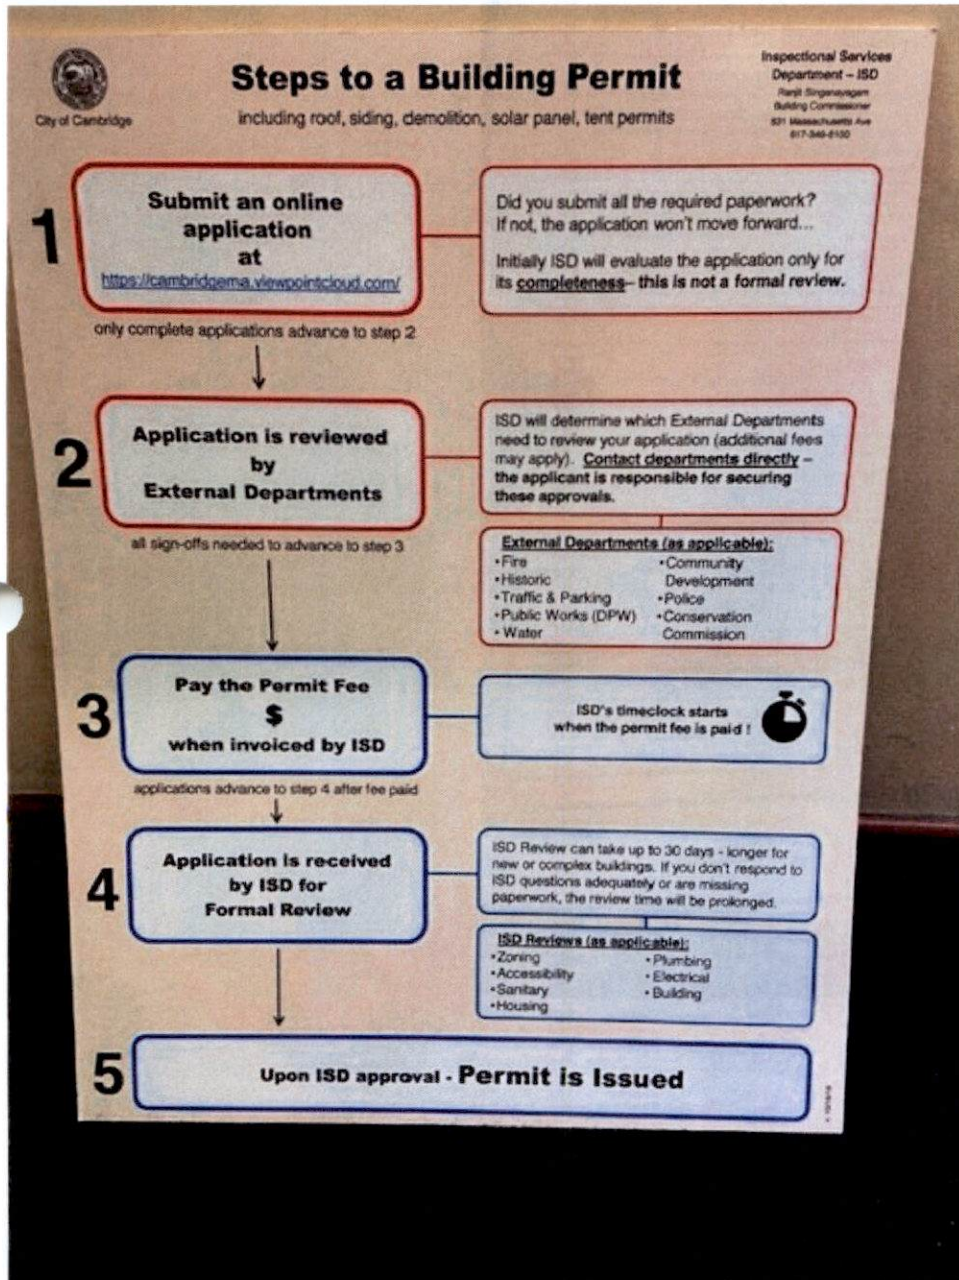 City of Cambridge
Steps to a Building Permit
including roof, siding, demolition, solar panel, tent permits
Inspectional Services
Department – ISD
Ranjit Singanayagam
Building Commissioner
831 Massachusetts Ave
617-349-6100
1
Submit an online
application
at
https://cambridgema.viewpointcloud.com/
Did you submit all the required paperwork?
If not, the application won't move forward...
Initially ISD will evaluate the application only for
its completeness– this is not a formal review.
only complete applications advance to step 2
2
Application is reviewed
by
External Departments
ISD will determine which External Departments
need to review your application (additional fees
may apply). Contact departments directly –
the applicant is responsible for securing
these approvals.
all sign-offs needed to advance to step 3
External Departments (as applicable):
•Fire
•Historic
•Traffic & Parking
•Public Works (DPW)
•Water
•Community
Development
•Police
•Conservation
Commission
3
Pay the Permit Fee
$
when invoiced by ISD
ISD's timeclock starts
when the permit fee is paid !
applications advance to step 4 after fee paid
4
Application is received
by ISD for
Formal Review
ISD Review can take up to 30 days - longer for
new or complex buildings. If you don't respond to
ISD questions adequately or are missing
paperwork, the review time will be prolonged.
ISD Reviews (as applicable):
•Zoning
•Accessibility
•Sanitary
•Housing
•Plumbing
•Electrical
•Building
5
Upon ISD approval - Permit is Issued